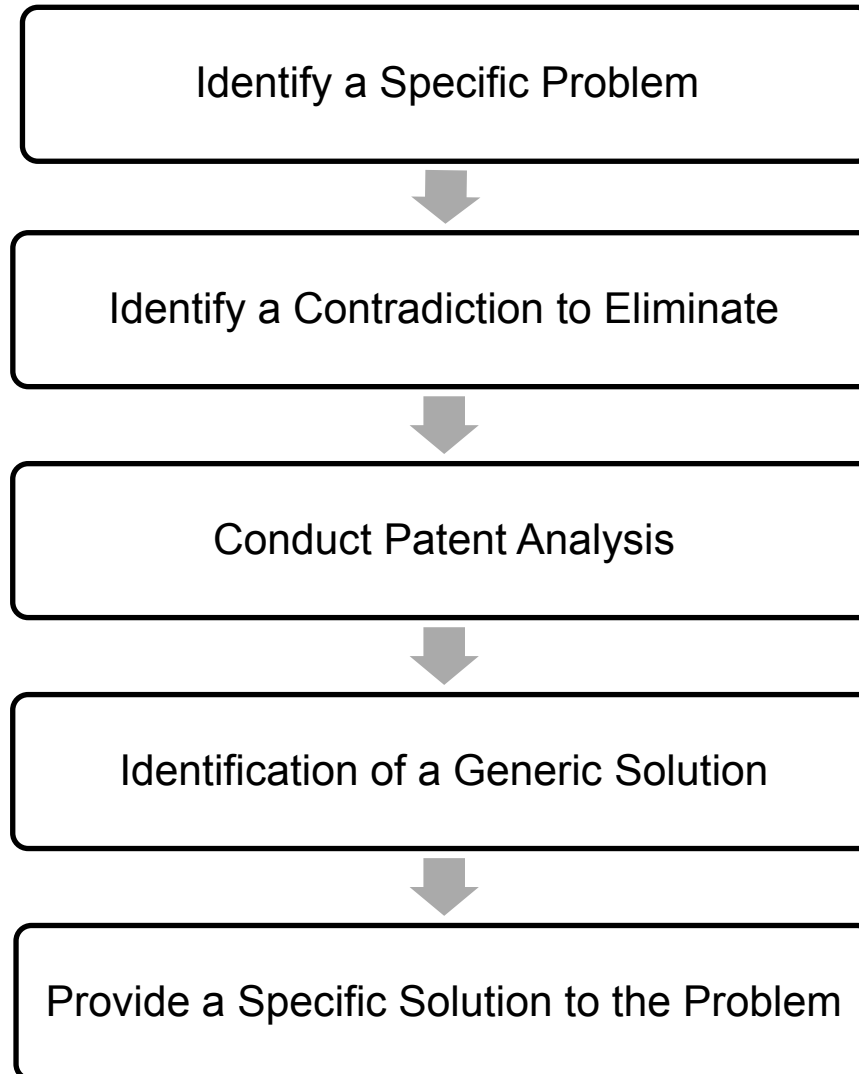 Identify a Specific Problem
Identify a Contradiction to Eliminate
Conduct Patent Analysis
Identification of a Generic Solution
Provide a Specific Solution to the Problem